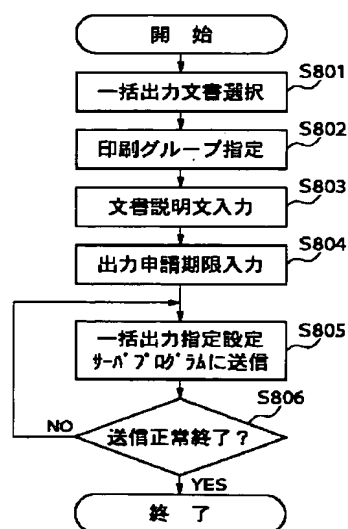 開 始
S801
一括出力文書選択
S802
印刷グループ指定
S803
文書説明文入力
S804
出力申請期限入力
S805
一括出力指定設定
ｻｰﾊﾞﾌﾟﾛｸﾞﾗﾑに送信
S806
送信正常終了？
NO
YES
終 了